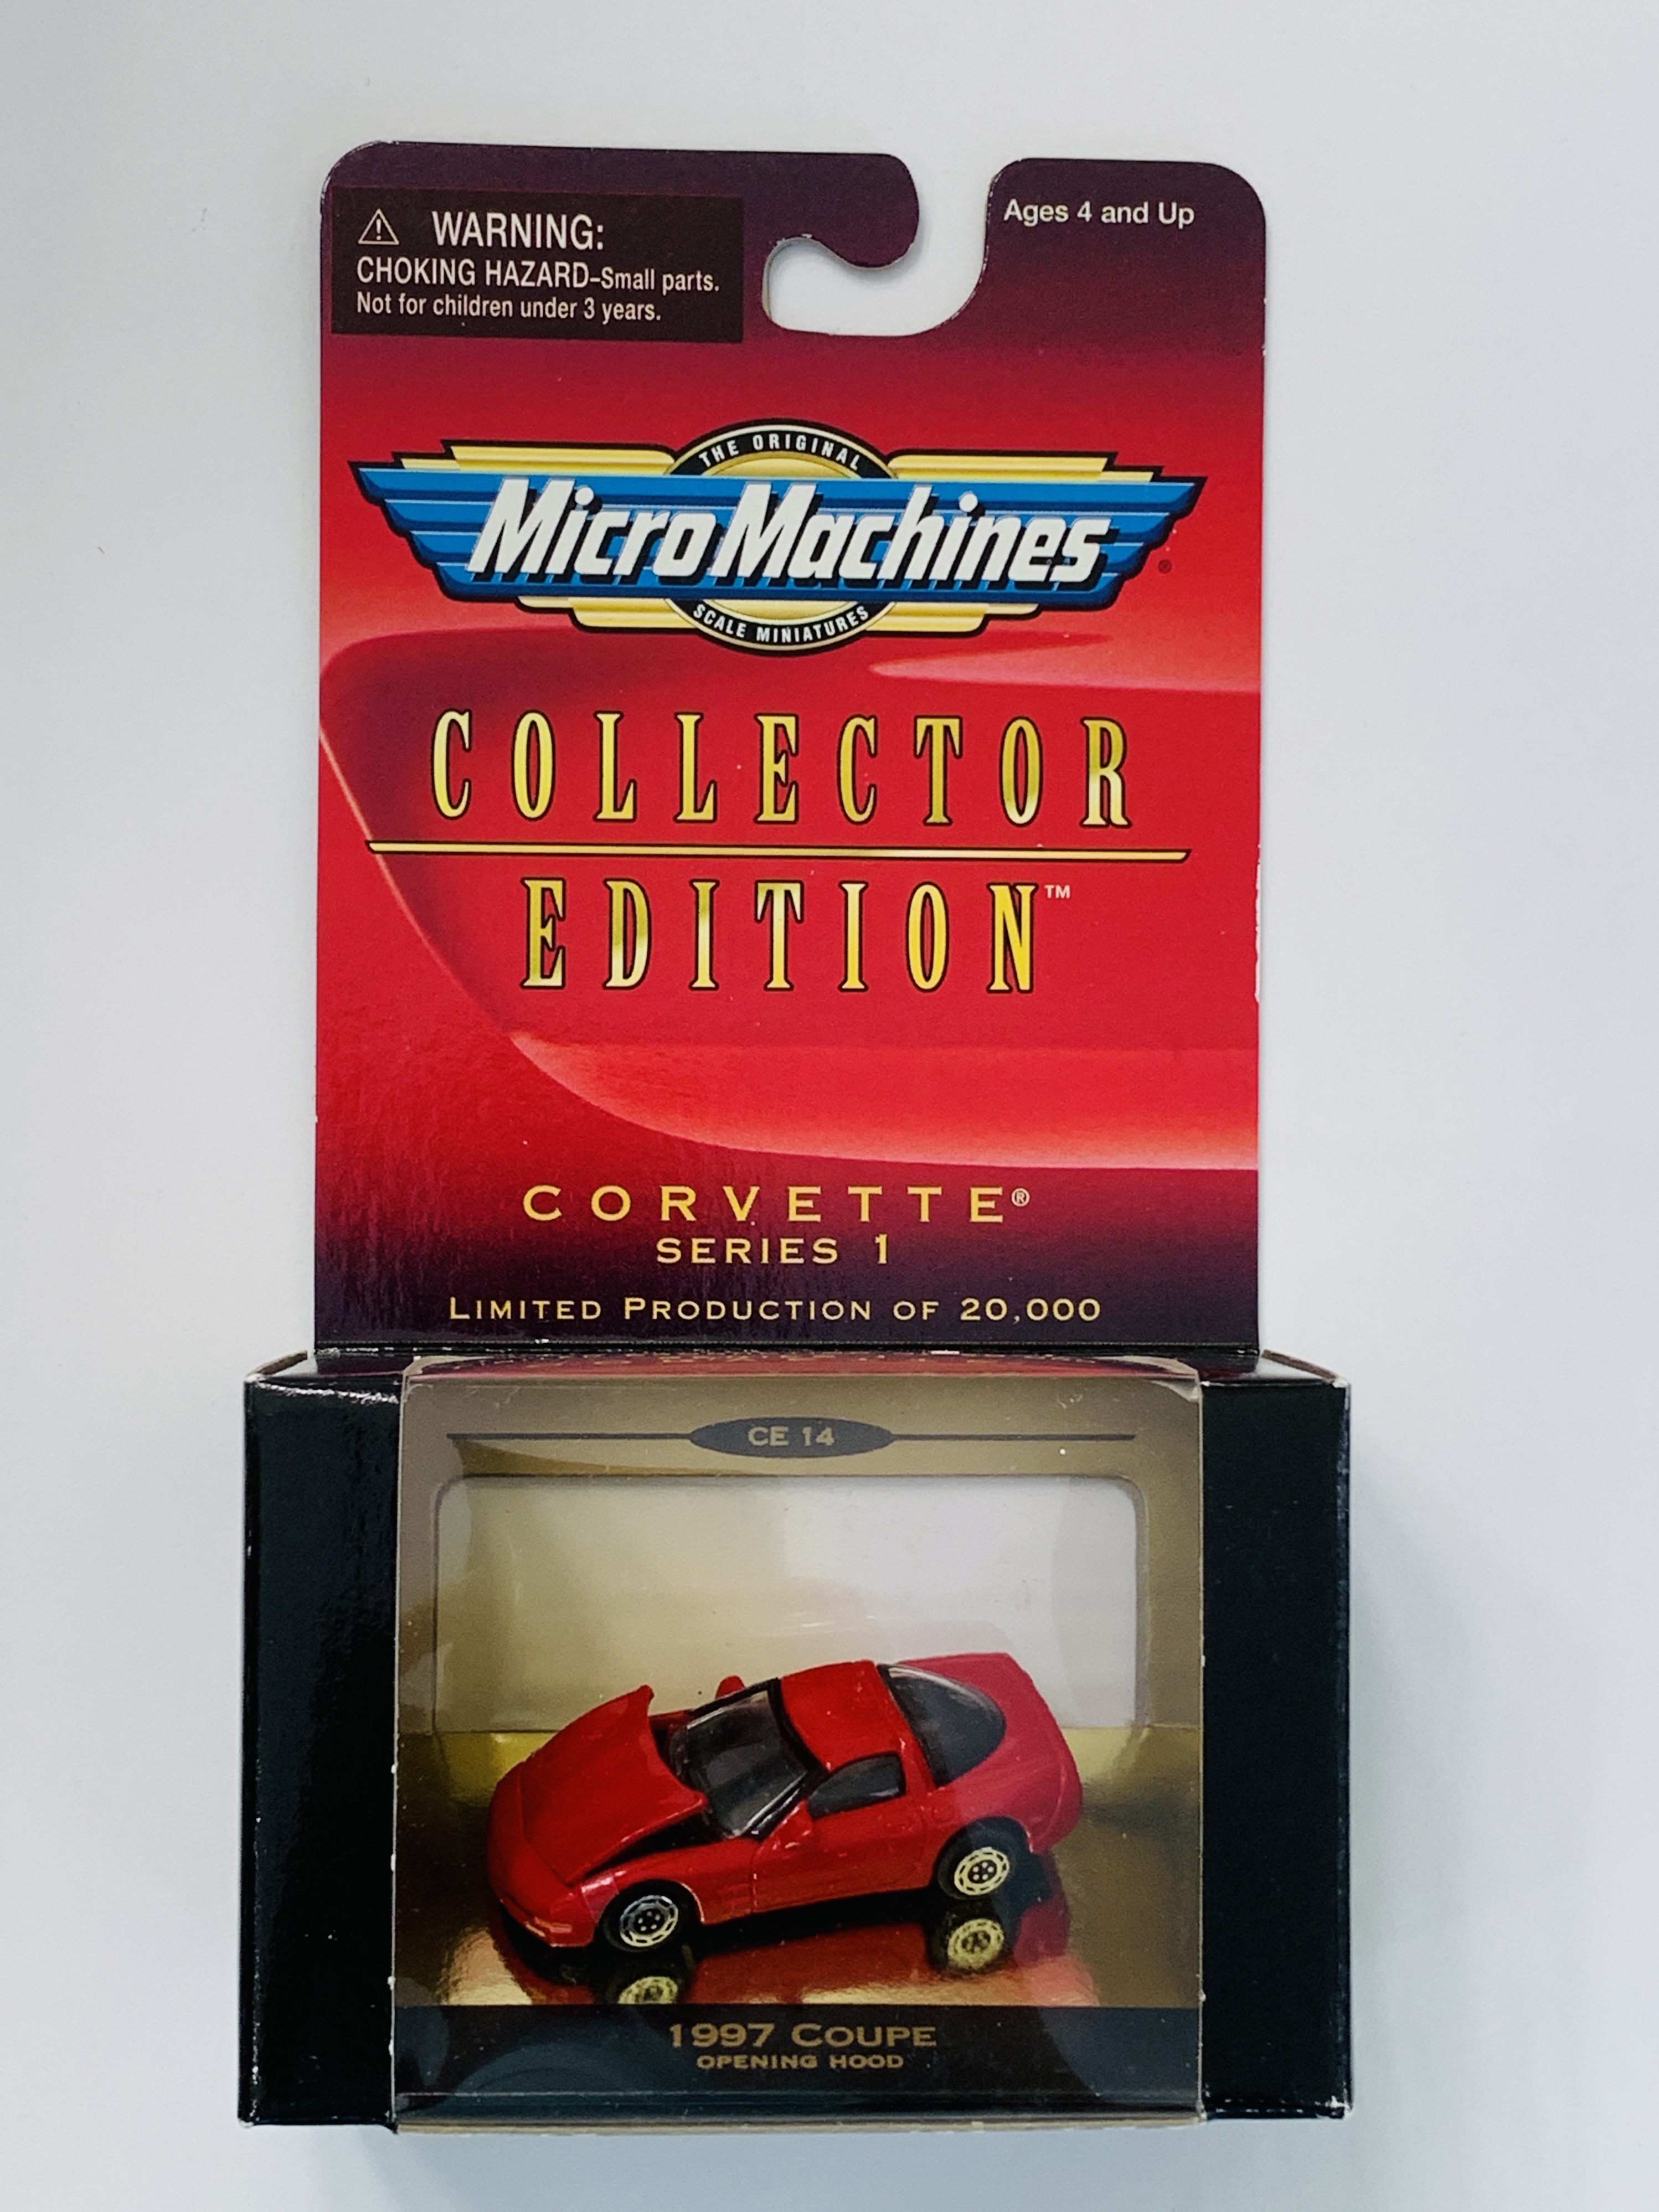 ⚠ WARNING:
CHOKING HAZARD–Small parts.
Not for children under 3 years.
Ages 4 and Up
THE ORIGINAL
Micro Machines®
SCALE MINIATURES
COLLECTOR
EDITION™
CORVETTE®
SERIES 1
LIMITED PRODUCTION OF 20,000
CE 14
1997 COUPE
OPENING HOOD